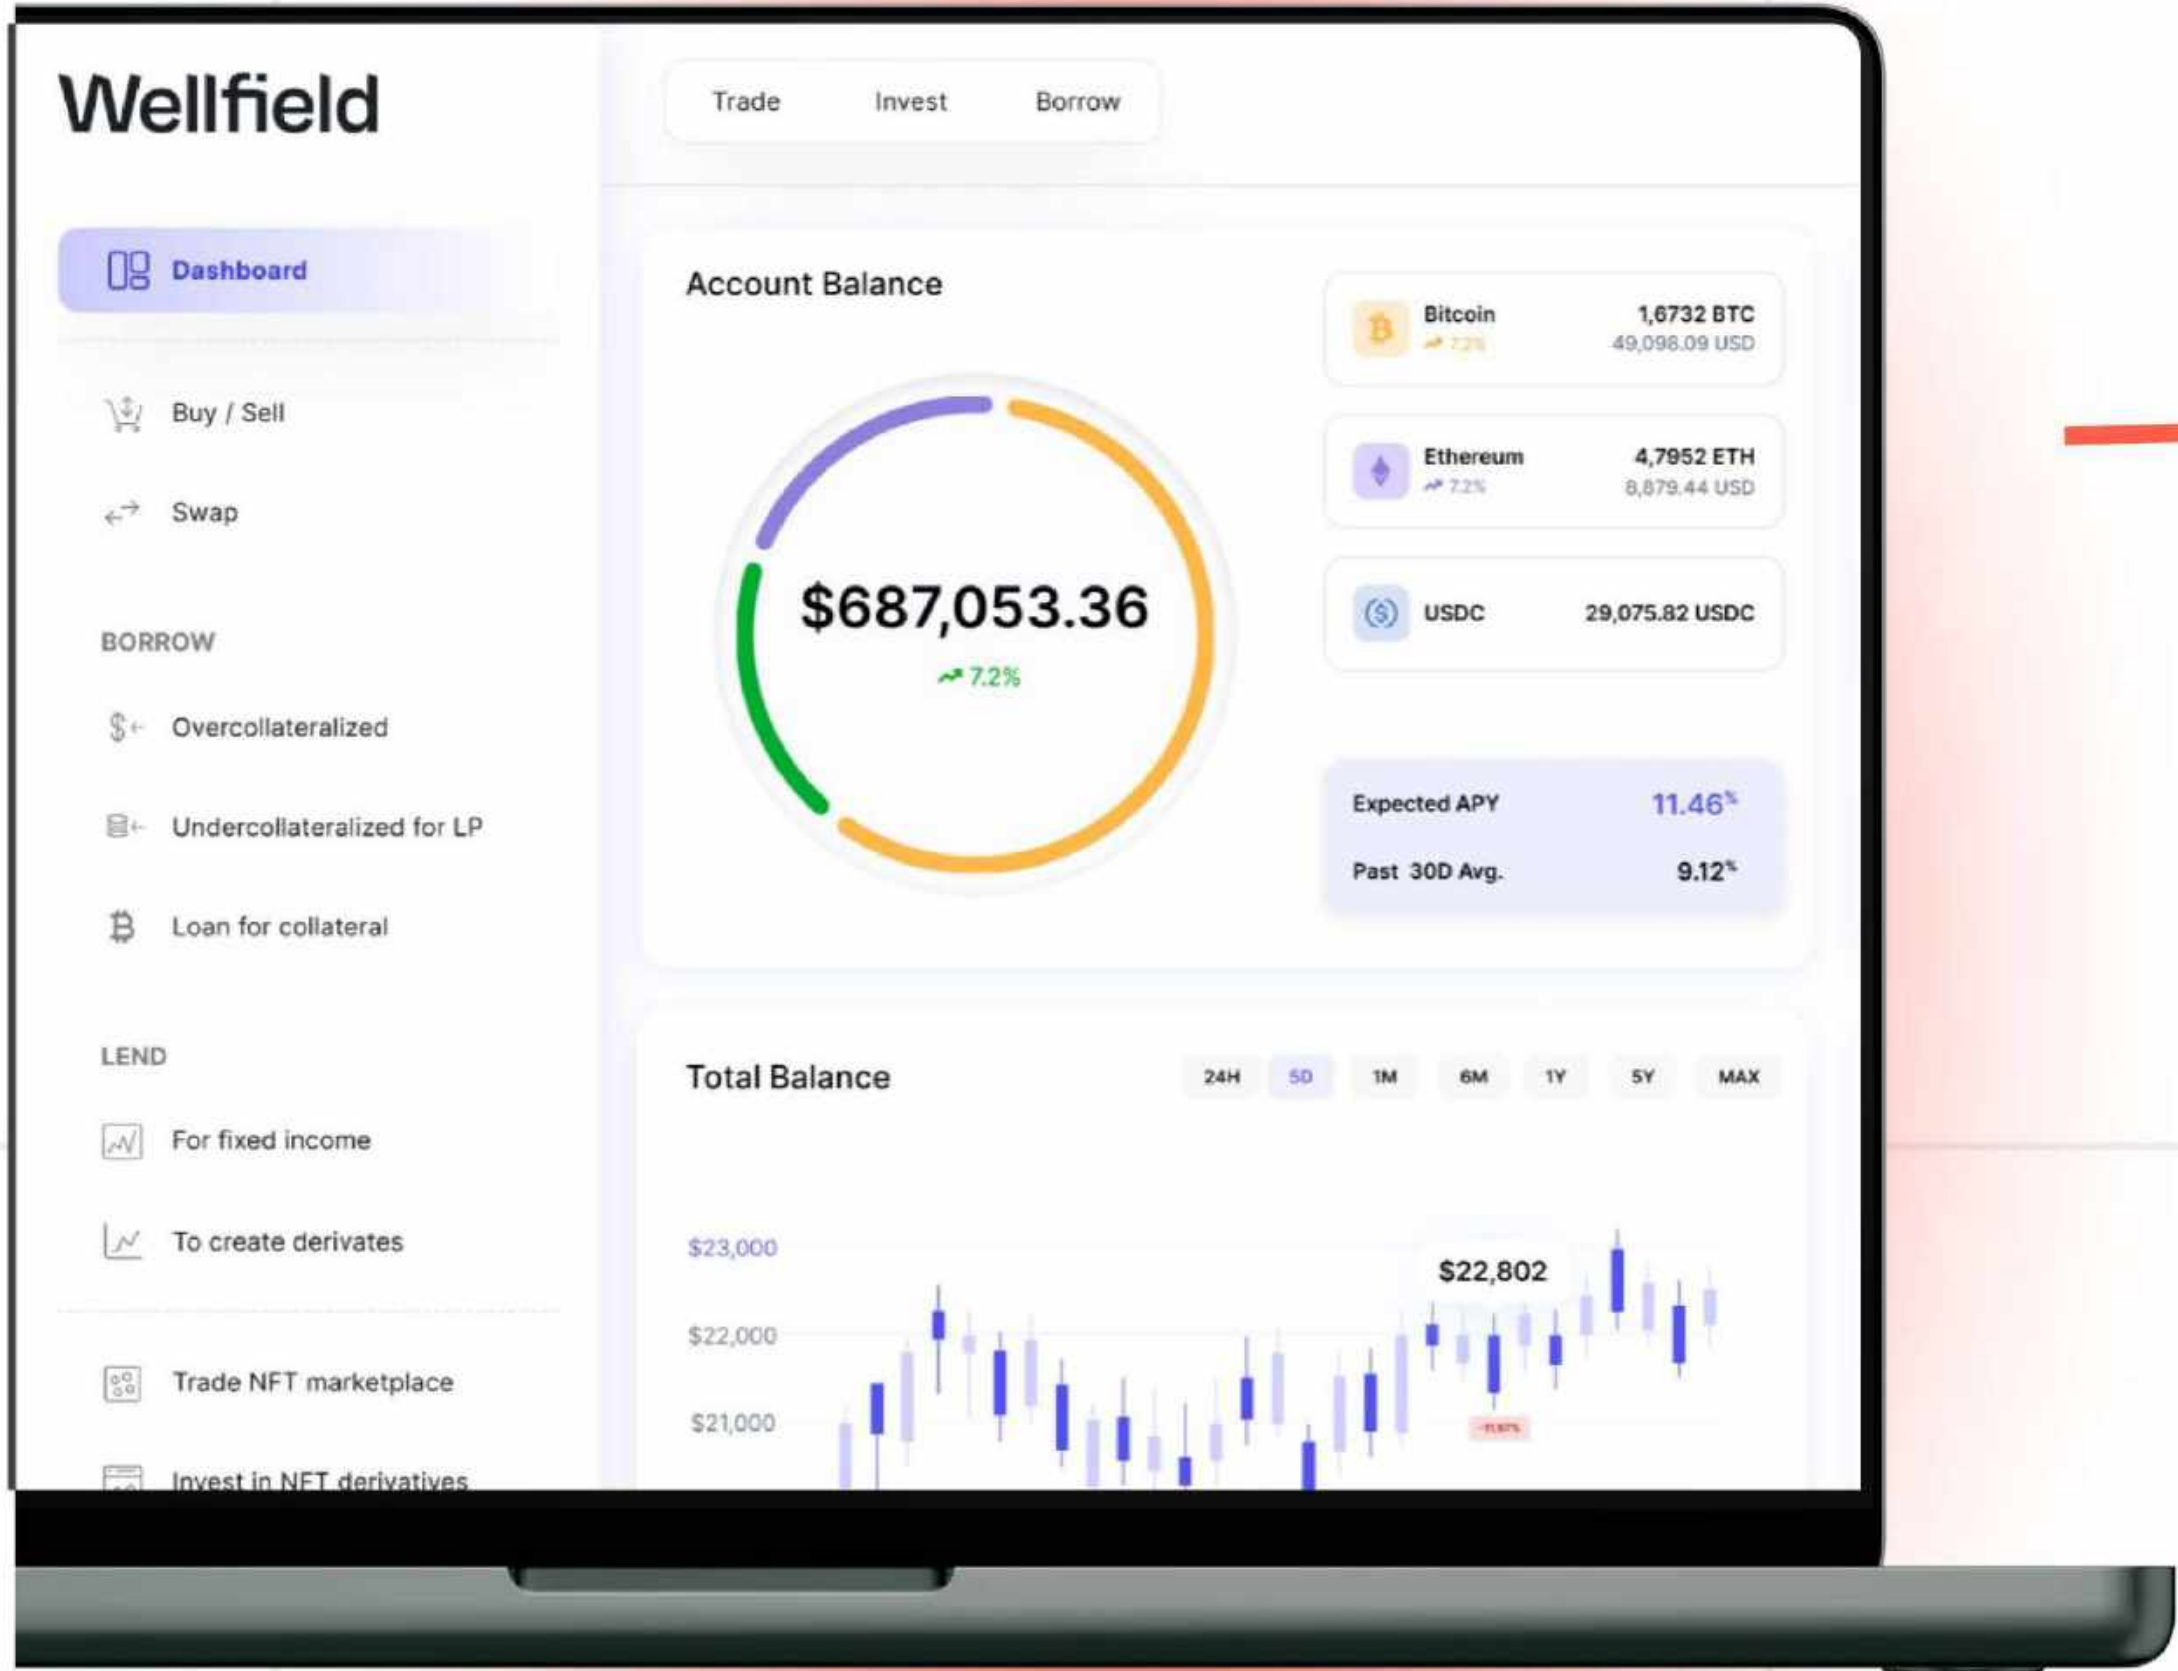 Wellfield
Trade Invest Borrow
Dashboard
Buy / Sell
Swap
BORROW
Overcollateralized
Undercollateralized for LP
Loan for collateral
LEND
For fixed income
To create derivates
Trade NFT marketplace
Invest in NFT derivatives
Account Balance
$687,053.36
7.2%
Bitcoin 1,6732 BTC
7.2% 49,098.09 USD
Ethereum 4,7952 ETH
7.2% 8,879.44 USD
USDC 29,075.82 USDC
Expected APY 11.46%
Past 30D Avg. 9.12%
Total Balance
24H 5D 1M 6M 1Y 5Y MAX
$23,000
$22,802
$22,000
$21,000